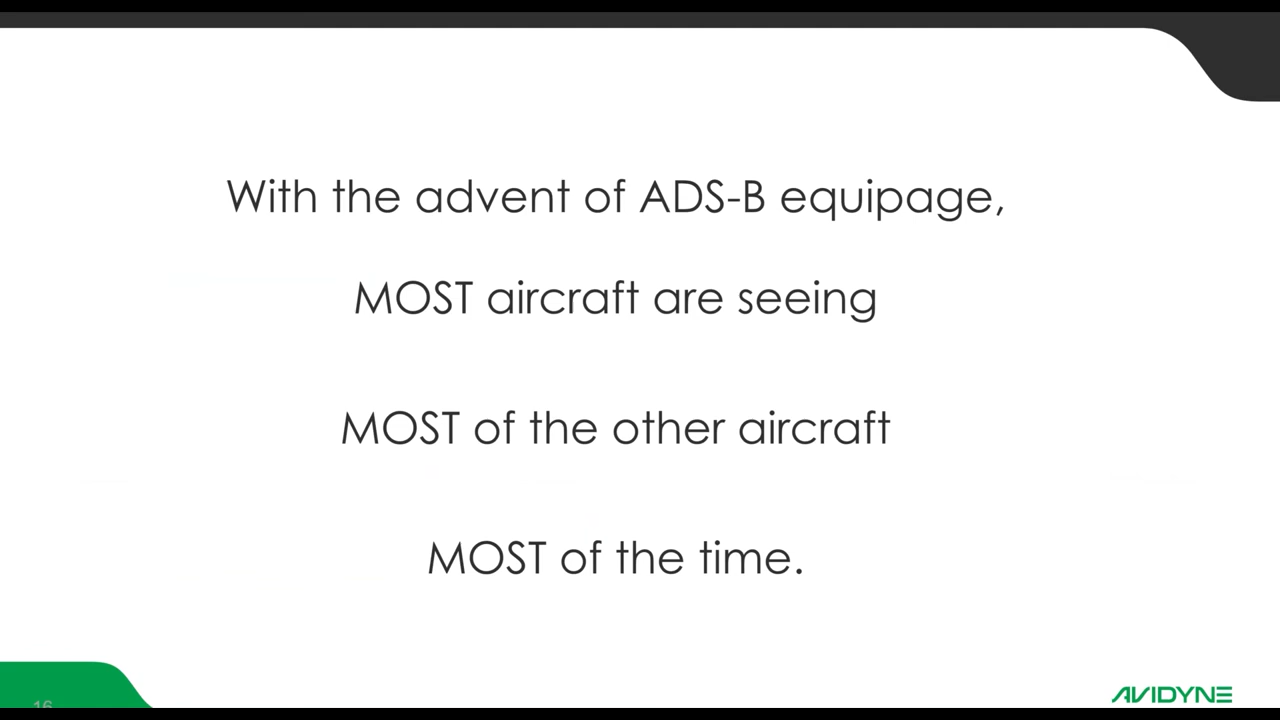 With the advent of ADS-B equipage,
MOST aircraft are seeing
MOST of the other aircraft
MOST of the time.
16
AVIDYNE